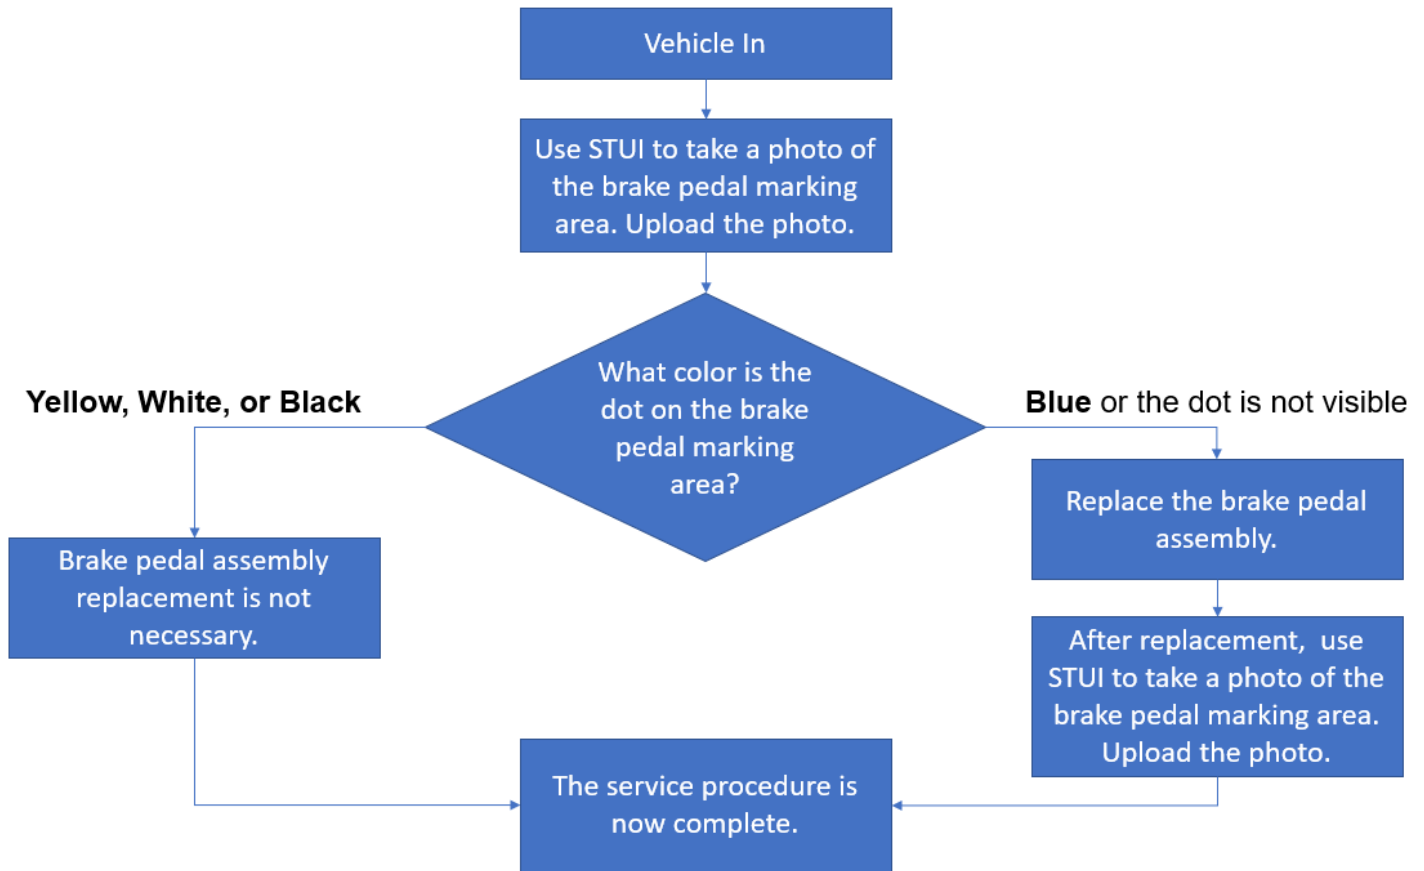 Vehicle In
Use STUI to take a photo of
the brake pedal marking
area. Upload the photo.
What color is the
dot on the brake
pedal marking
area?
Yellow, White, or Black
Blue or the dot is not visible
Brake pedal assembly
replacement is not
necessary.
Replace the brake pedal
assembly.
After replacement,  use
STUI to take a photo of the
brake pedal marking area.
Upload the photo.
The service procedure is
now complete.